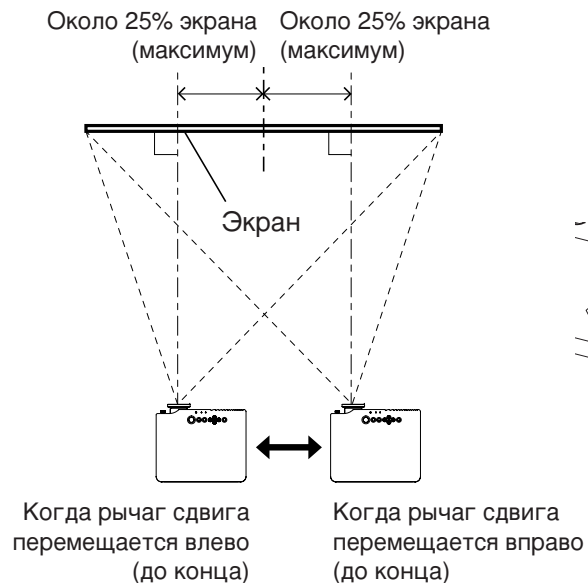 Около 25% экрана
(максимум)
Около 25% экрана
(максимум)
Экран
Когда рычаг сдвига
перемещается влево
(до конца)
Когда рычаг сдвига
перемещается вправо
(до конца)